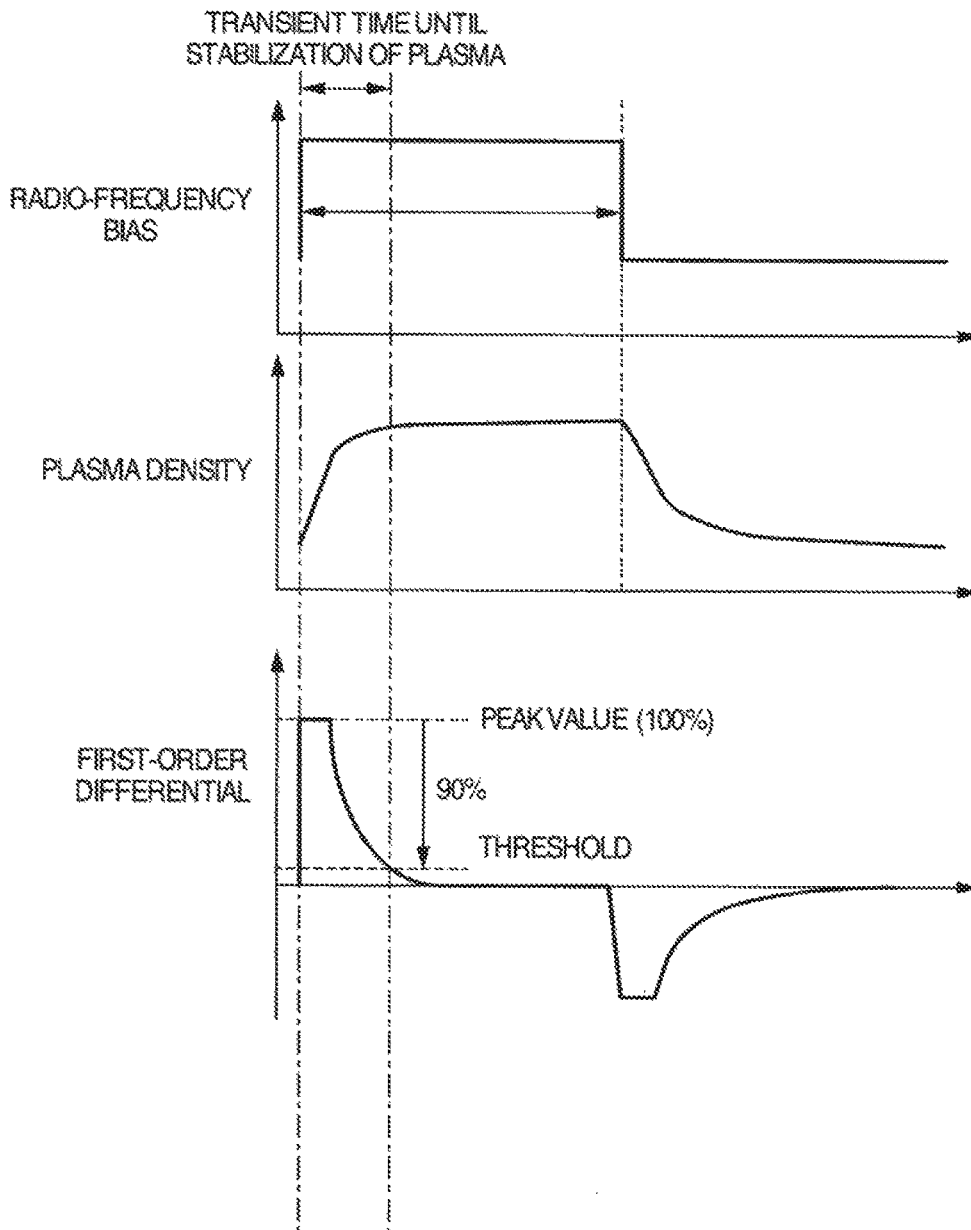 TRANSIENT TIME UNTIL
STABILIZATION OF PLASMA
RADIO-FREQUENCY
BIAS
PLASMA DENSITY
FIRST-ORDER
DIFFERENTIAL
PEAK VALUE (100%)
90%
THRESHOLD